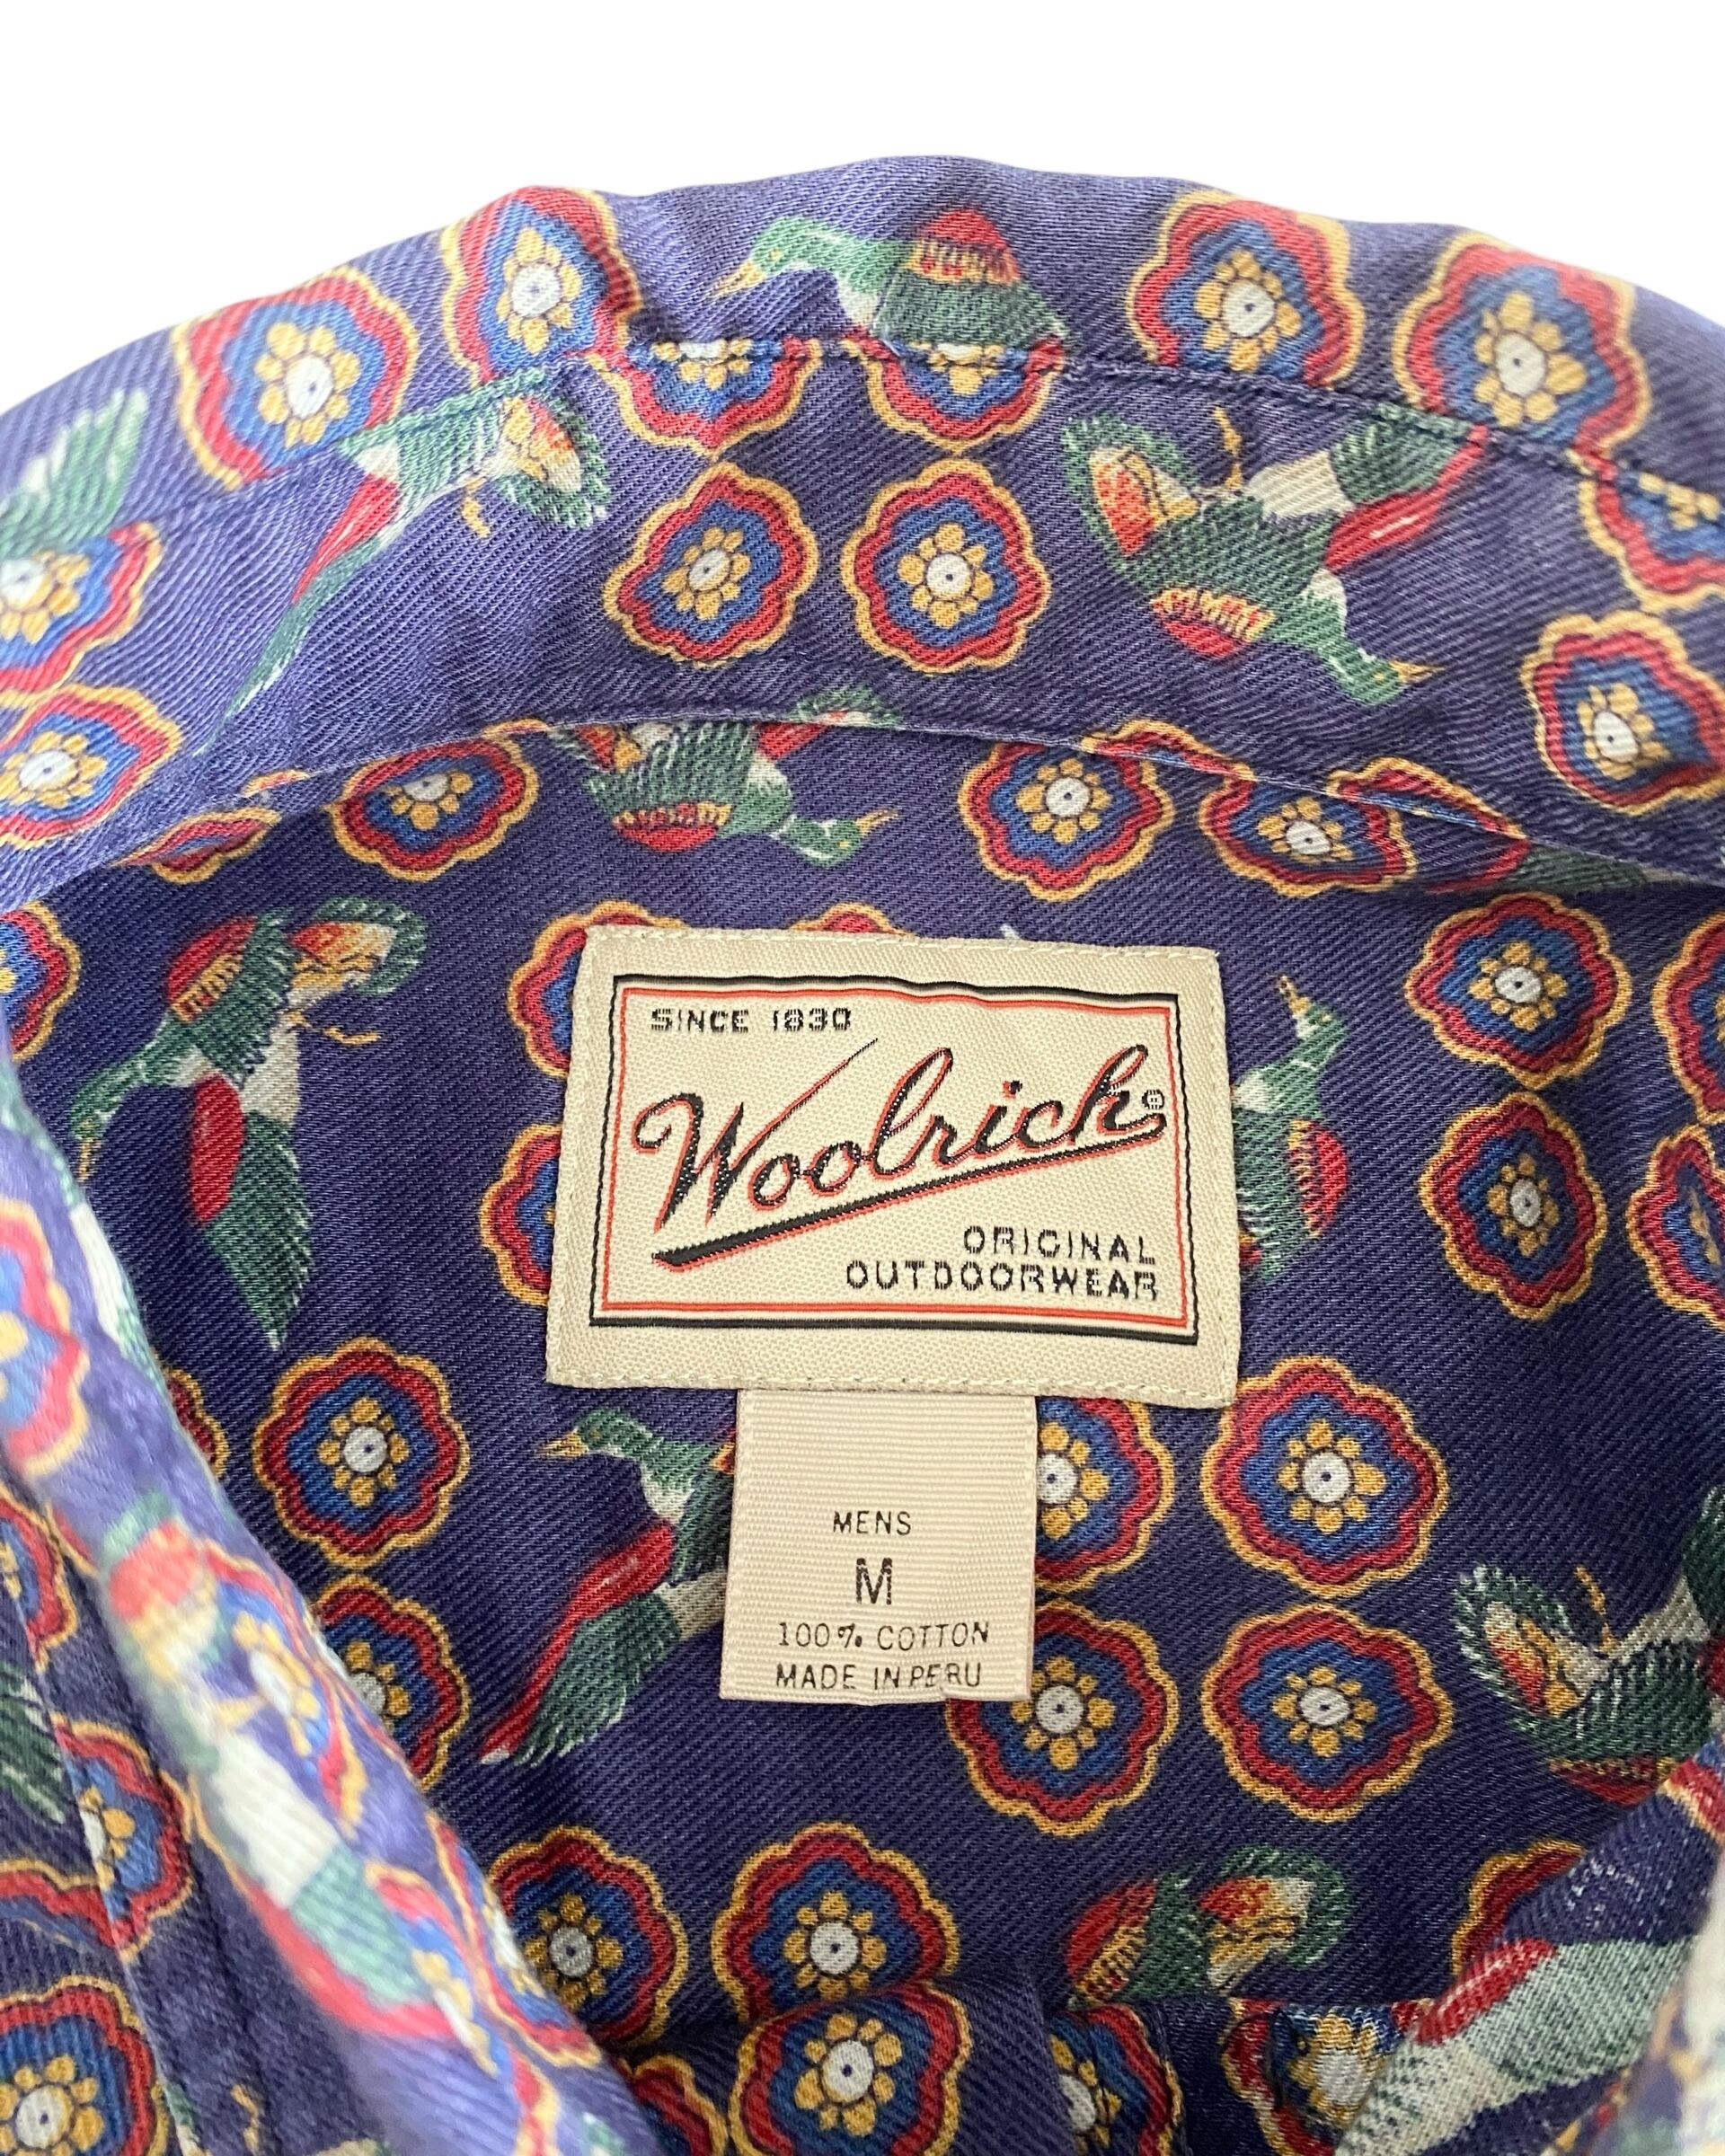 SINCE 1830
Woolrich®
ORIGINAL
OUTDOORWEAR
MENS
M
100% COTTON
MADE IN PERU